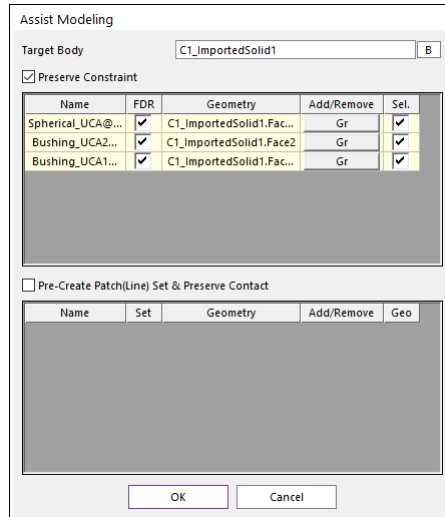 Assist Modeling
Target Body C1_ImportedSolid1 B
Preserve Constraint
Name FDR Geometry Add/Remove Sel.
Spherical_UCA@... C1_ImportedSolid1.Fac... Gr
Bushing_UCA2... C1_ImportedSolid1.Face2 Gr
Bushing_UCA1... C1_ImportedSolid1.Fac... Gr
Pre-Create Patch(Line) Set & Preserve Contact
Name Set Geometry Add/Remove Geo
OK Cancel